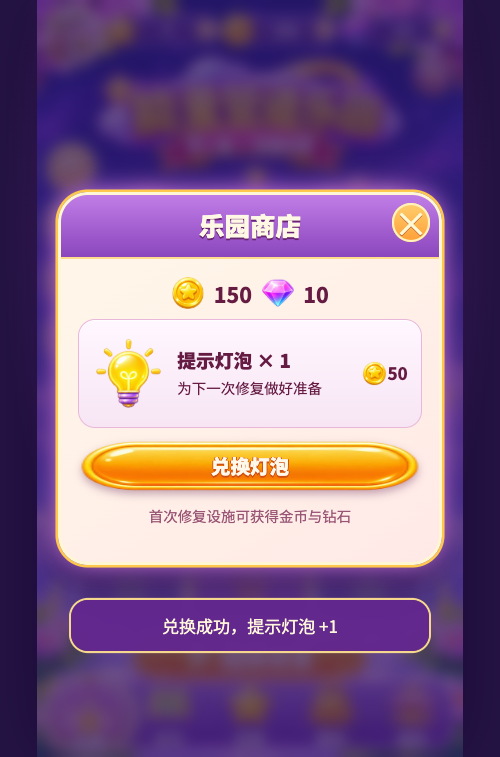 乐园商店
150 10
提示灯泡 × 1
为下一次修复做好准备
50
兑换灯泡
首次修复设施可获得金币与钻石
兑换成功，提示灯泡 +1